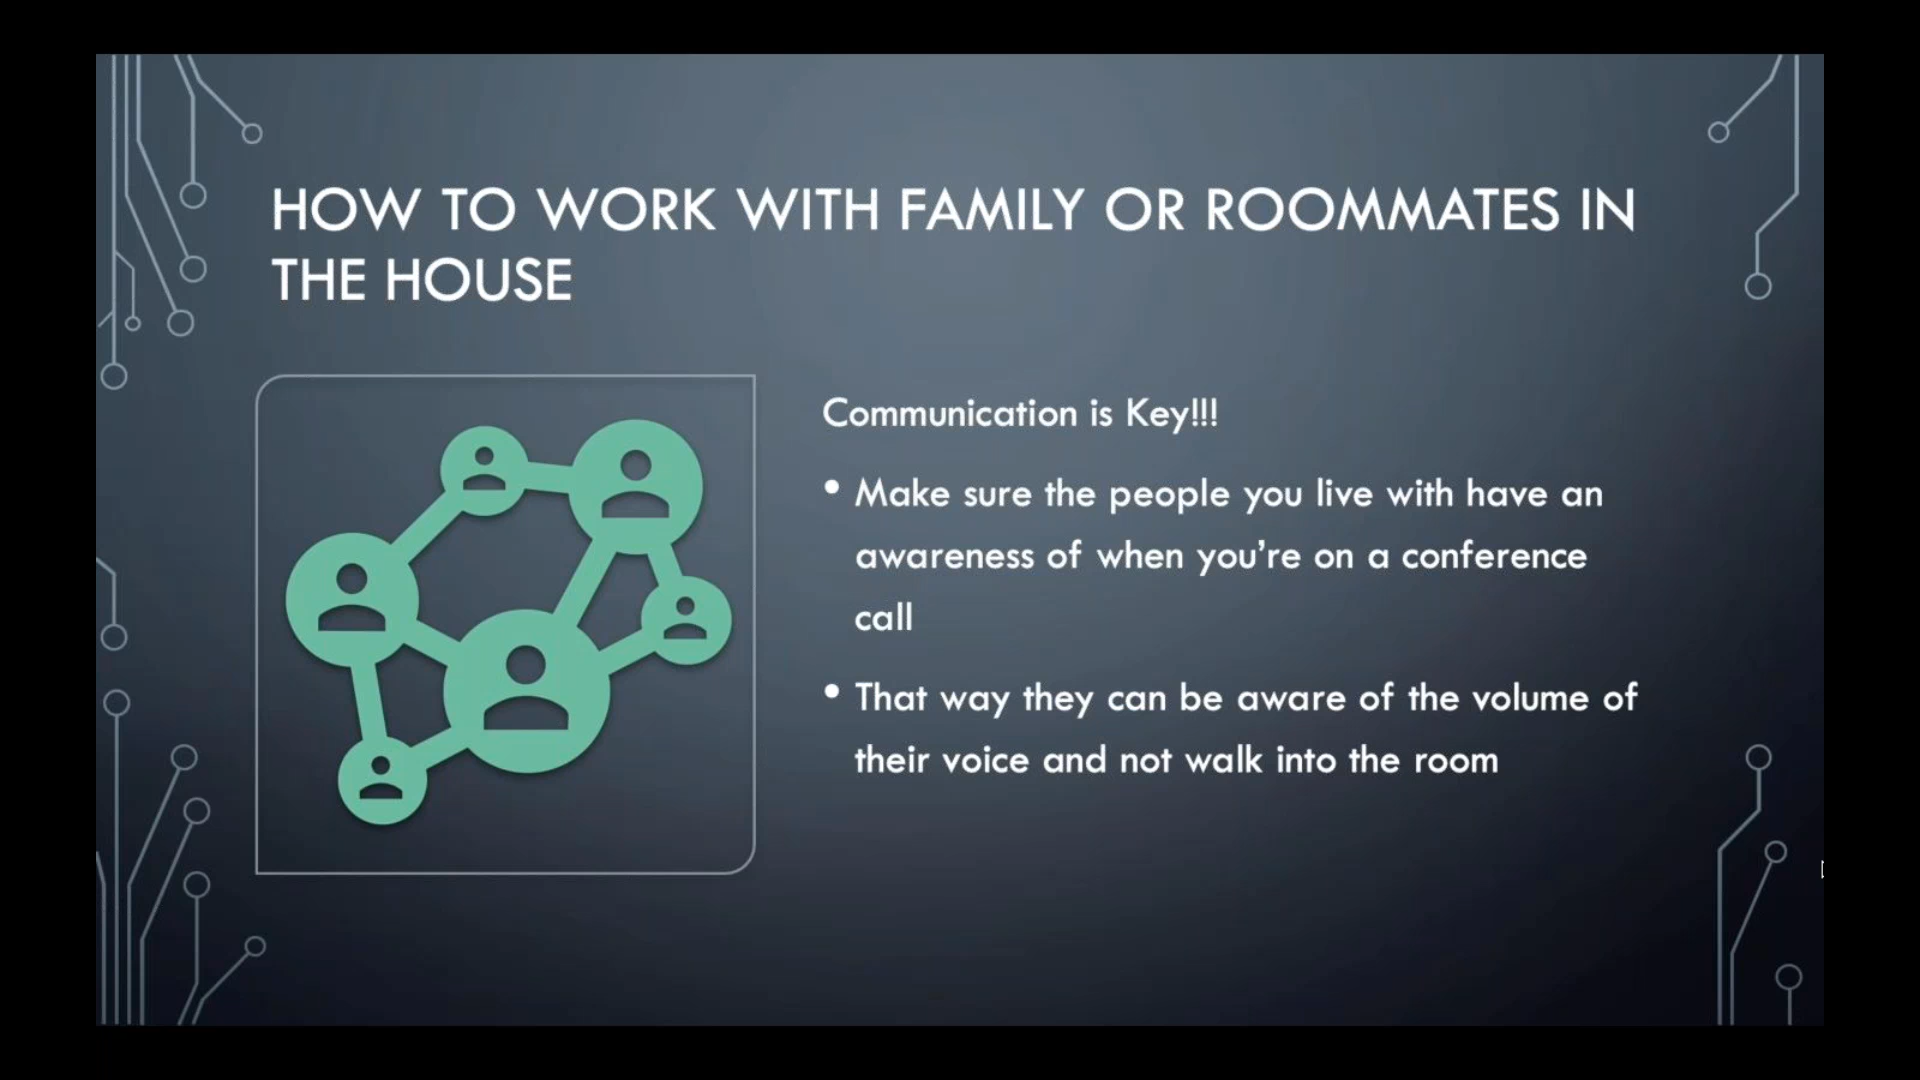 HOW TO WORK WITH FAMILY OR ROOMMATES IN
THE HOUSE
Communication is Key!!!
• Make sure the people you live with have an
awareness of when you’re on a conference
call
• That way they can be aware of the volume of
their voice and not walk into the room